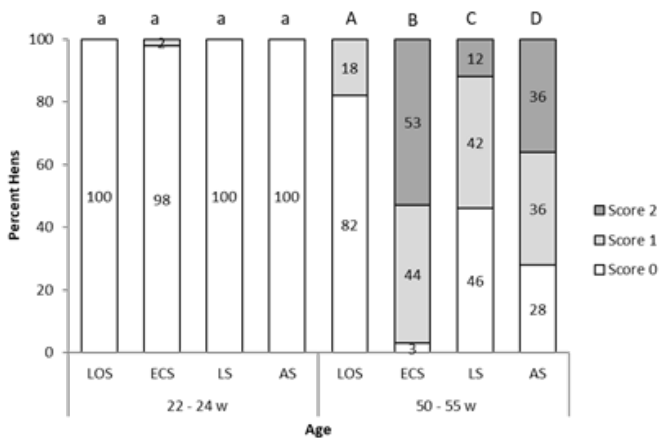 a a a a A B C D
100
80
60
40
20
0
Percent Hens
100
2
98
100
100
18
82
53
44
3
12
42
46
36
36
28
Score 2
Score 1
Score 0
LOS ECS LS AS LOS ECS LS AS
22 - 24 w 50 - 55 w
Age